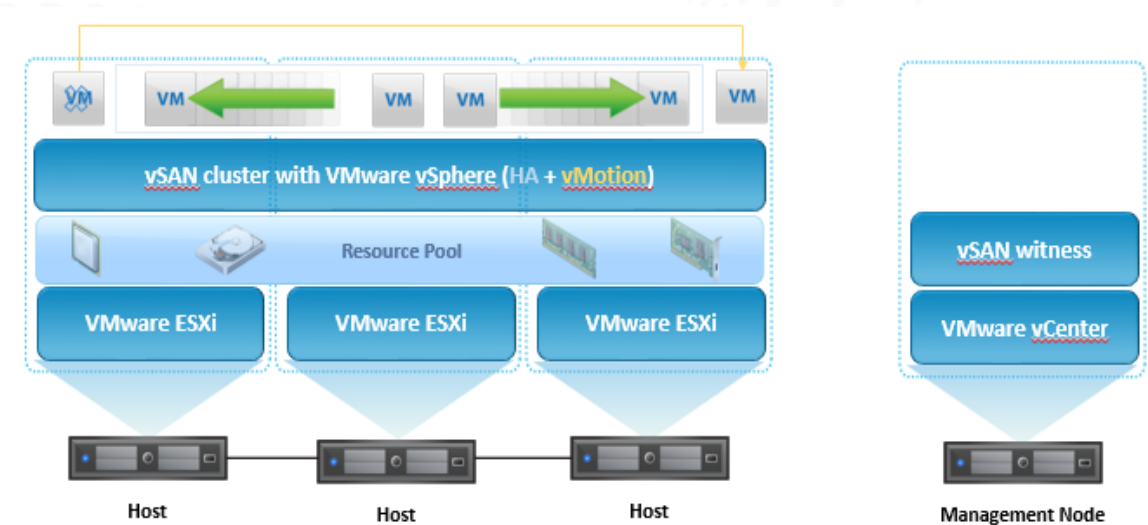 VM VM VM VM VM VM
vSAN cluster with VMware vSphere (HA + vMotion)
Resource Pool
VMware ESXi VMware ESXi VMware ESXi
Host Host Host
vSAN witness
VMware vCenter
Management Node